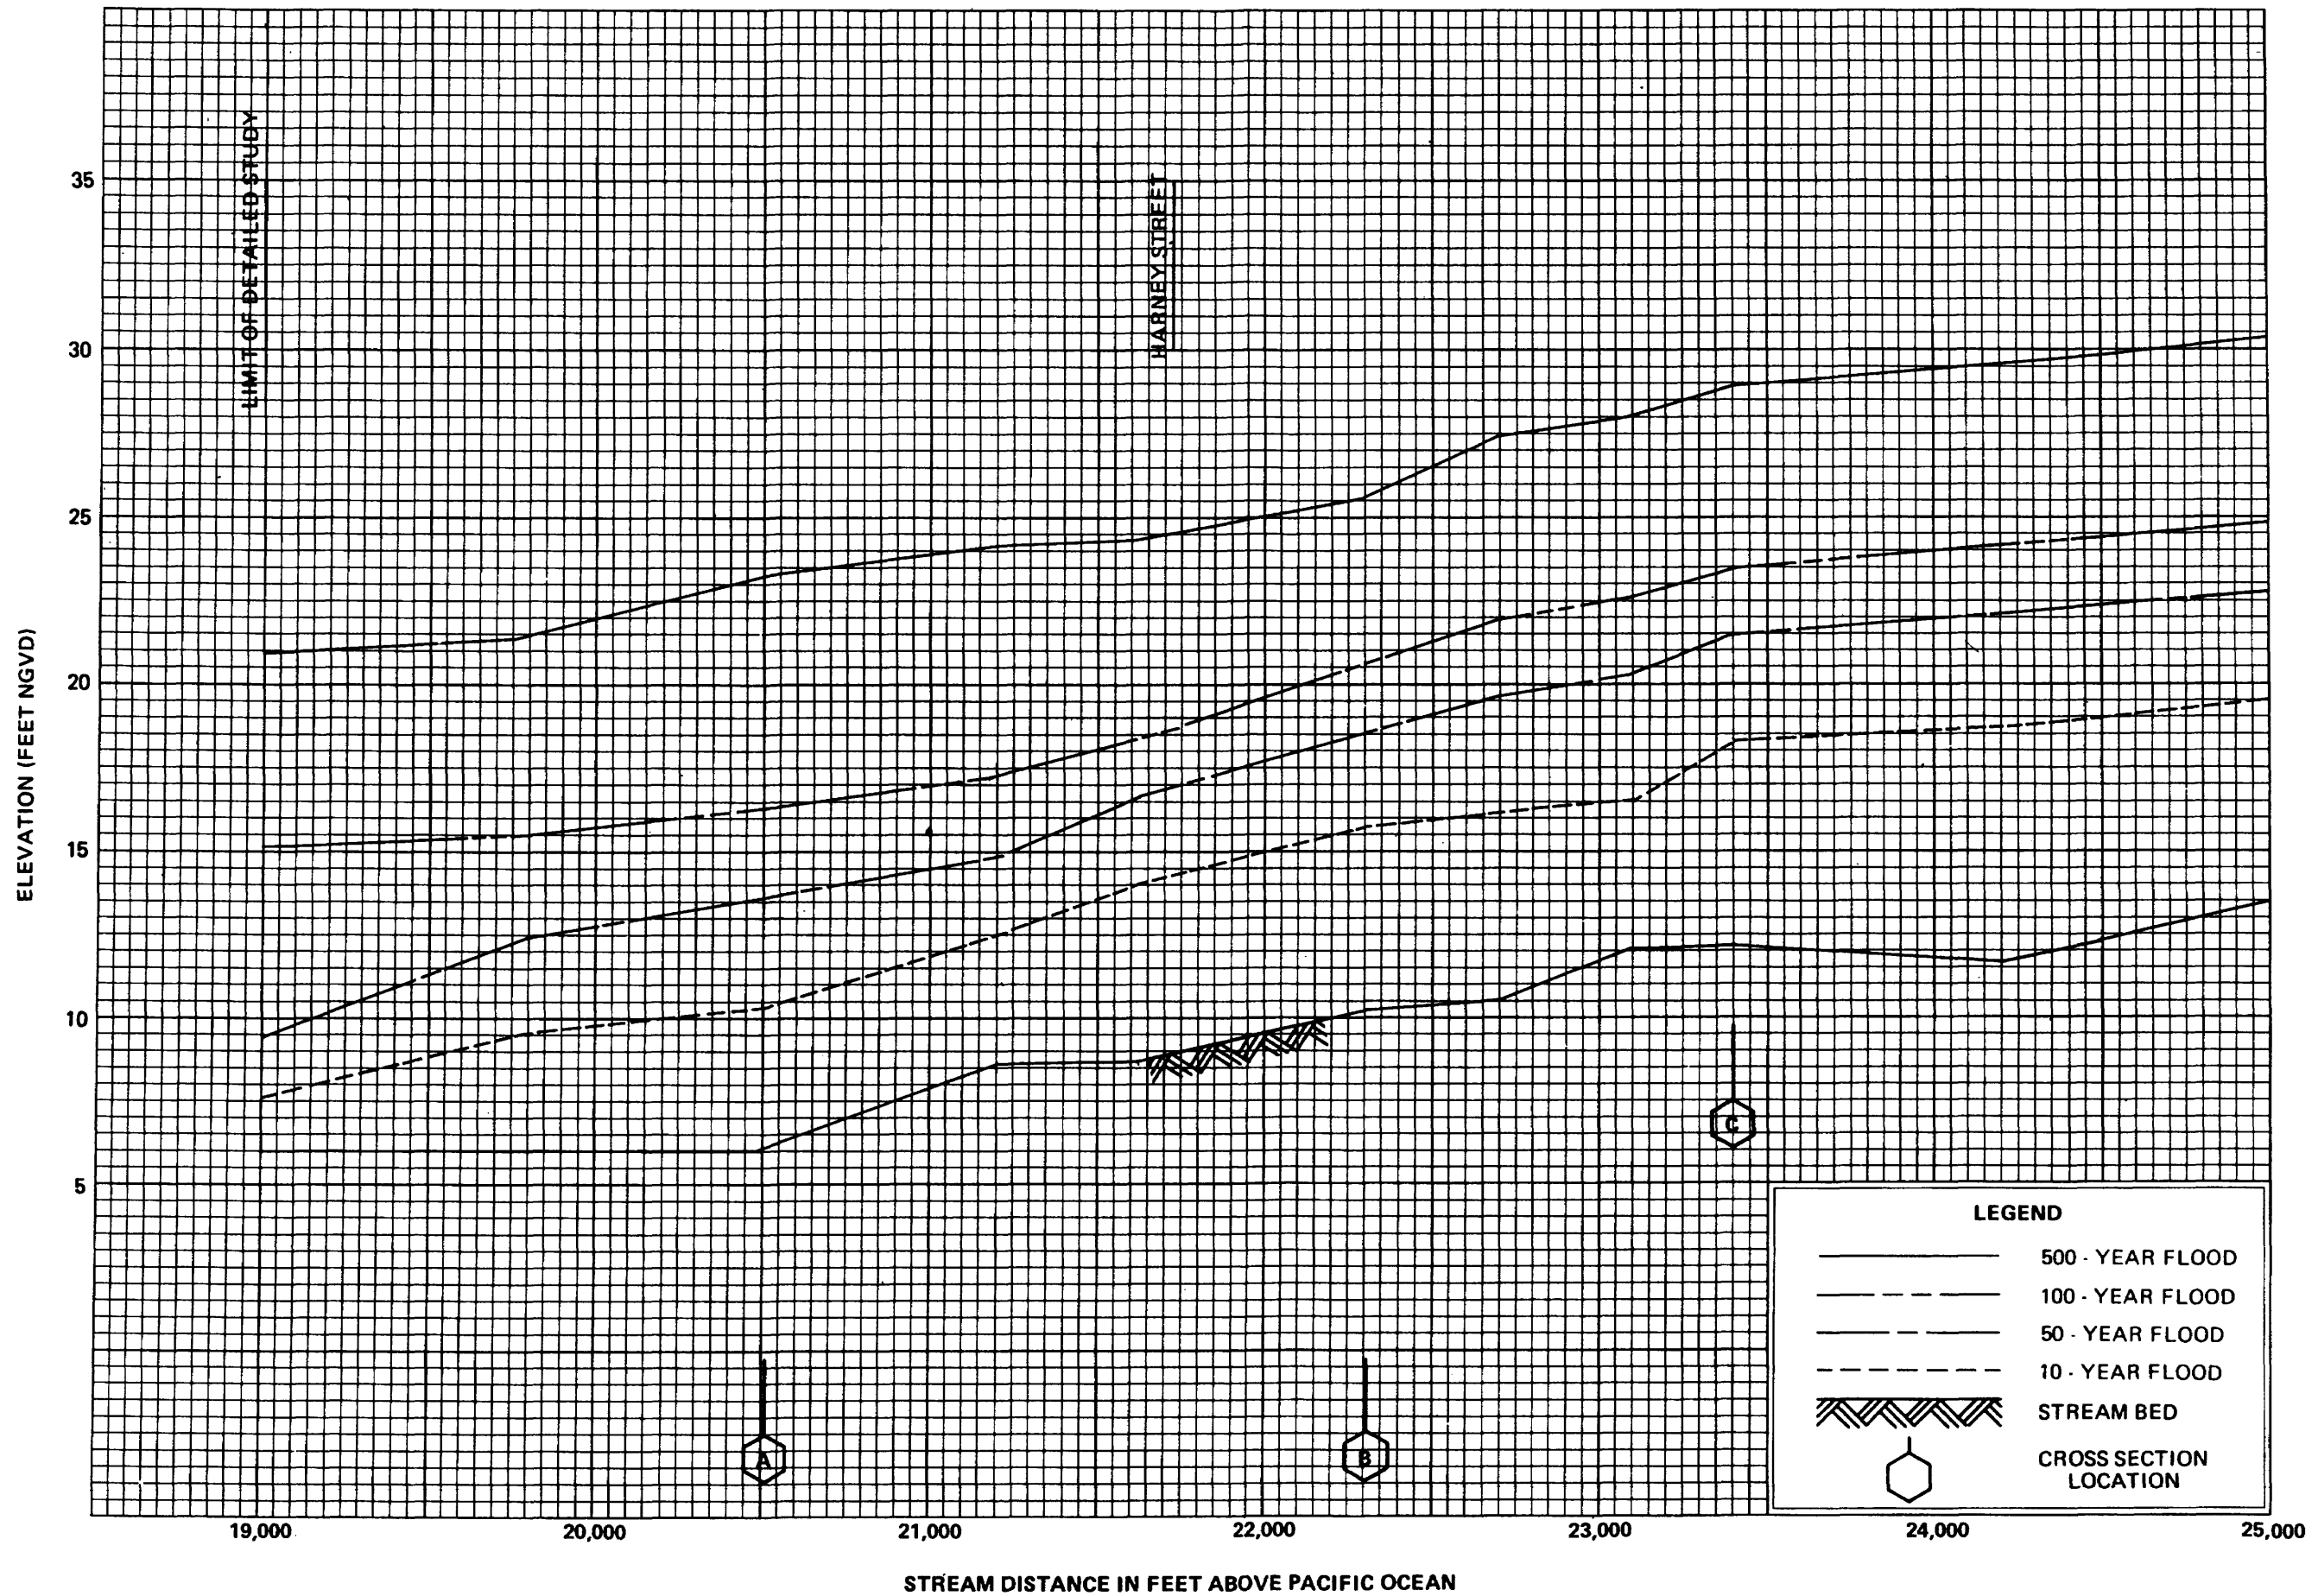 LIMIT OF DETAILED STUDY
HARNEY STREET
ELEVATION (FEET NGVD)
35
30
25
20
15
10
5
A
B
C
LEGEND
500 - YEAR FLOOD
100 - YEAR FLOOD
50 - YEAR FLOOD
10 - YEAR FLOOD
STREAM BED
CROSS SECTION
LOCATION
19,000
20,000
21,000
22,000
23,000
24,000
25,000
STREAM DISTANCE IN FEET ABOVE PACIFIC OCEAN